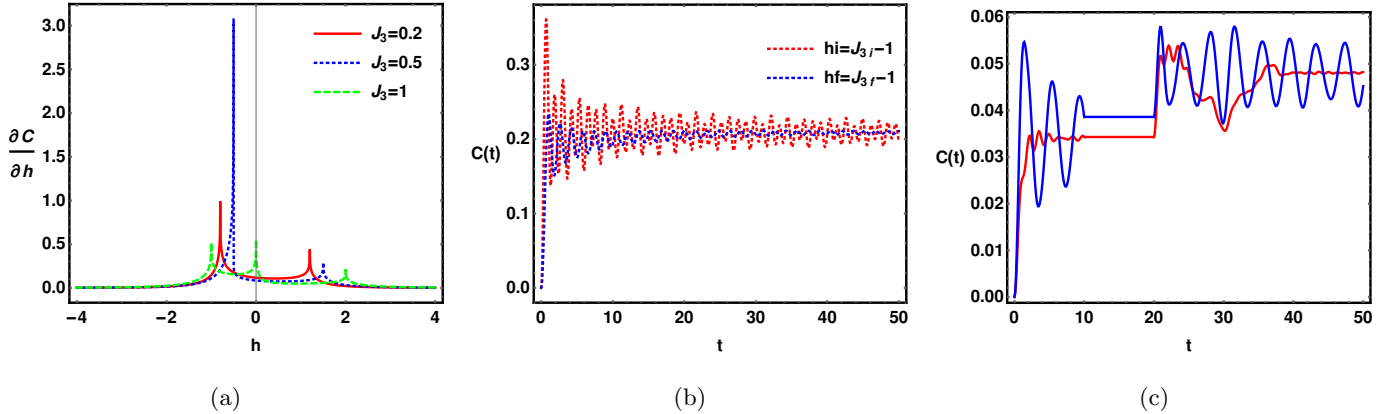 3.0
2.5
2.0
1.5
1.0
0.5
0.0
∂ C
∂ h
J₃=0.2
J₃=0.5
J₃=1
−4 −2 0 2 4
h
(a)
0.3
0.2
0.1
0.0
C(t)
hi=J₃ᵢ−1
hf=J₃f−1
0 10 20 30 40 50
t
(b)
0.06
0.05
0.04
0.03
0.02
0.01
0.00
C(t)
0 10 20 30 40 50
t
(c)